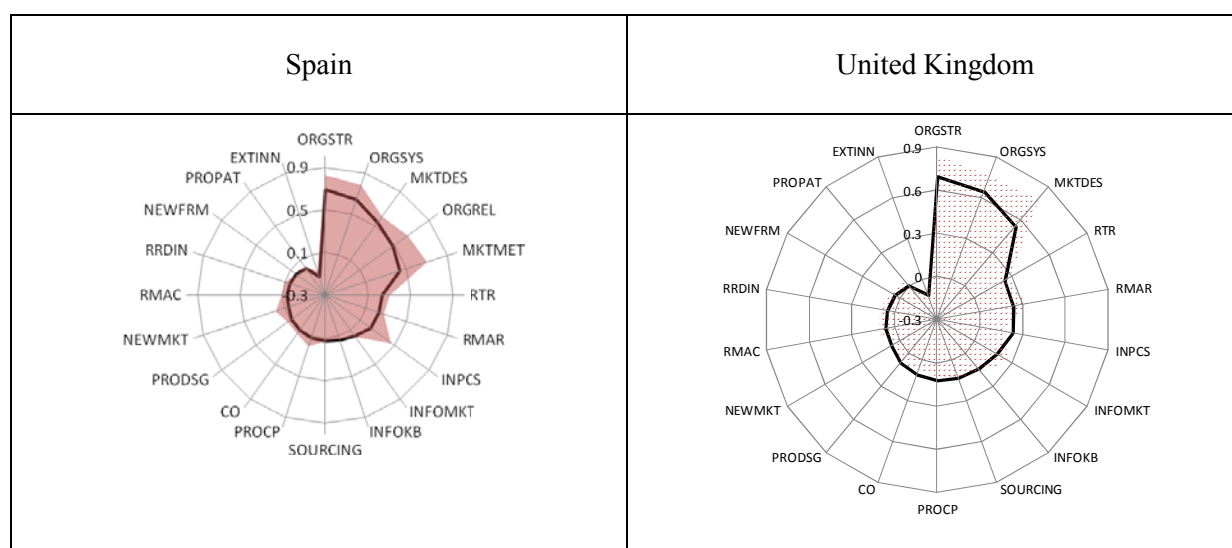 Spain
United Kingdom
ORGSTR
ORGSYS
MKTDES
ORGREL
MKTMET
RTR
RMAR
INPCS
INFOMKT
INFOKB
SOURCING
PROCP
CO
PRODSG
NEWMKT
RMAC
RRDIN
NEWFRM
PROPAT
EXTINN
0.9
0.5
0.1
-0.3
ORGSTR
ORGSYS
MKTDES
RTR
RMAR
INPCS
INFOMKT
INFOKB
SOURCING
PROCP
CO
PRODSG
NEWMKT
RMAC
RRDIN
NEWFRM
PROPAT
EXTINN
0.9
0.6
0.3
0
-0.3